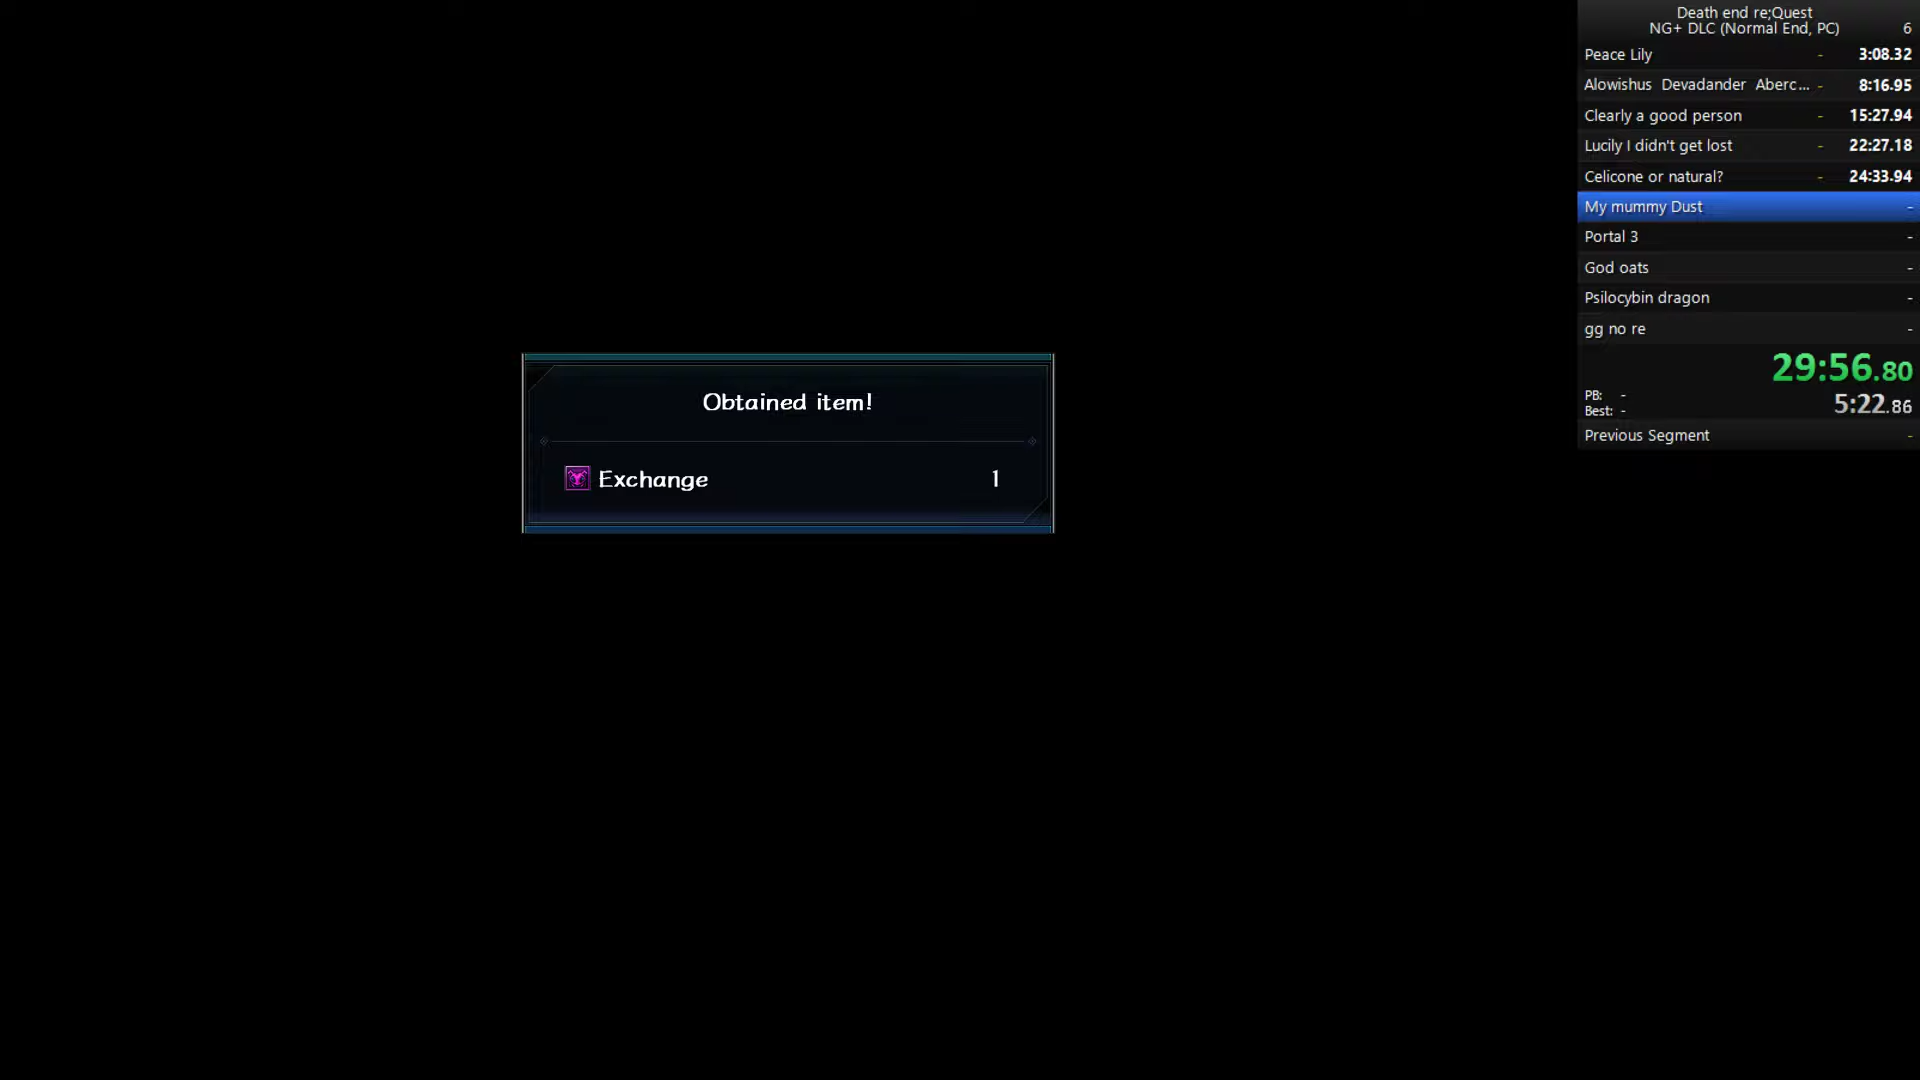 Death end re;Quest
NG+ DLC (Normal End, PC) 6
Peace Lily - 3:08.32
Alowishus Devadander Aberc... - 8:16.95
Clearly a good person - 15:27.94
Lucily I didn't get lost - 22:27.18
Celicone or natural? - 24:33.94
My mummy Dust -
Portal 3 -
God oats -
Psilocybin dragon -
gg no re -
29:56.80
PB: - 5:22.86
Best: -
Previous Segment -
Obtained item!
Exchange 1